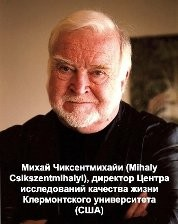 Михай Чиксентмихайи (Mihaly
Csikszentmihalyi), директор Центра
исследований качества жизни
Клермонтского университета
(США)